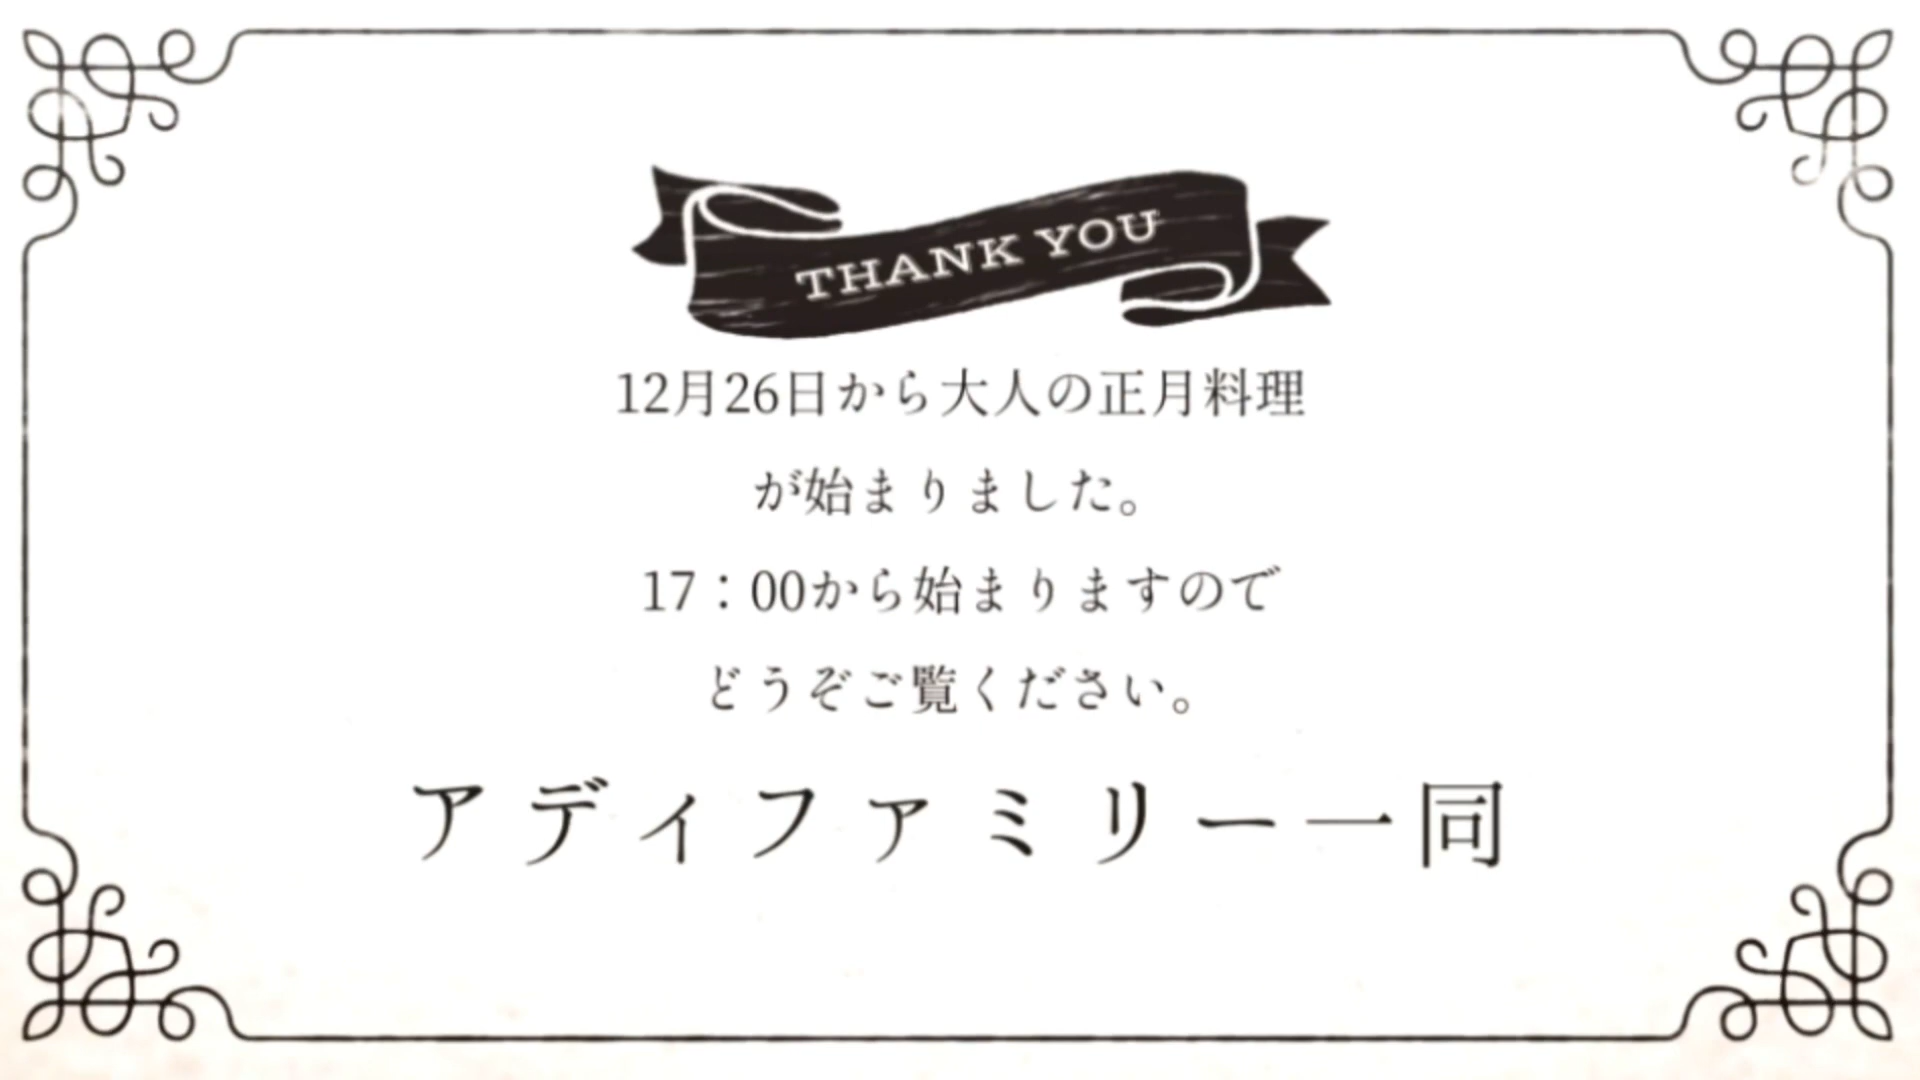 THANK YOU
12月26日から大人の正月料理
が始まりました。
17：00から始まりますので
どうぞご覧ください。
アディファミリー一同